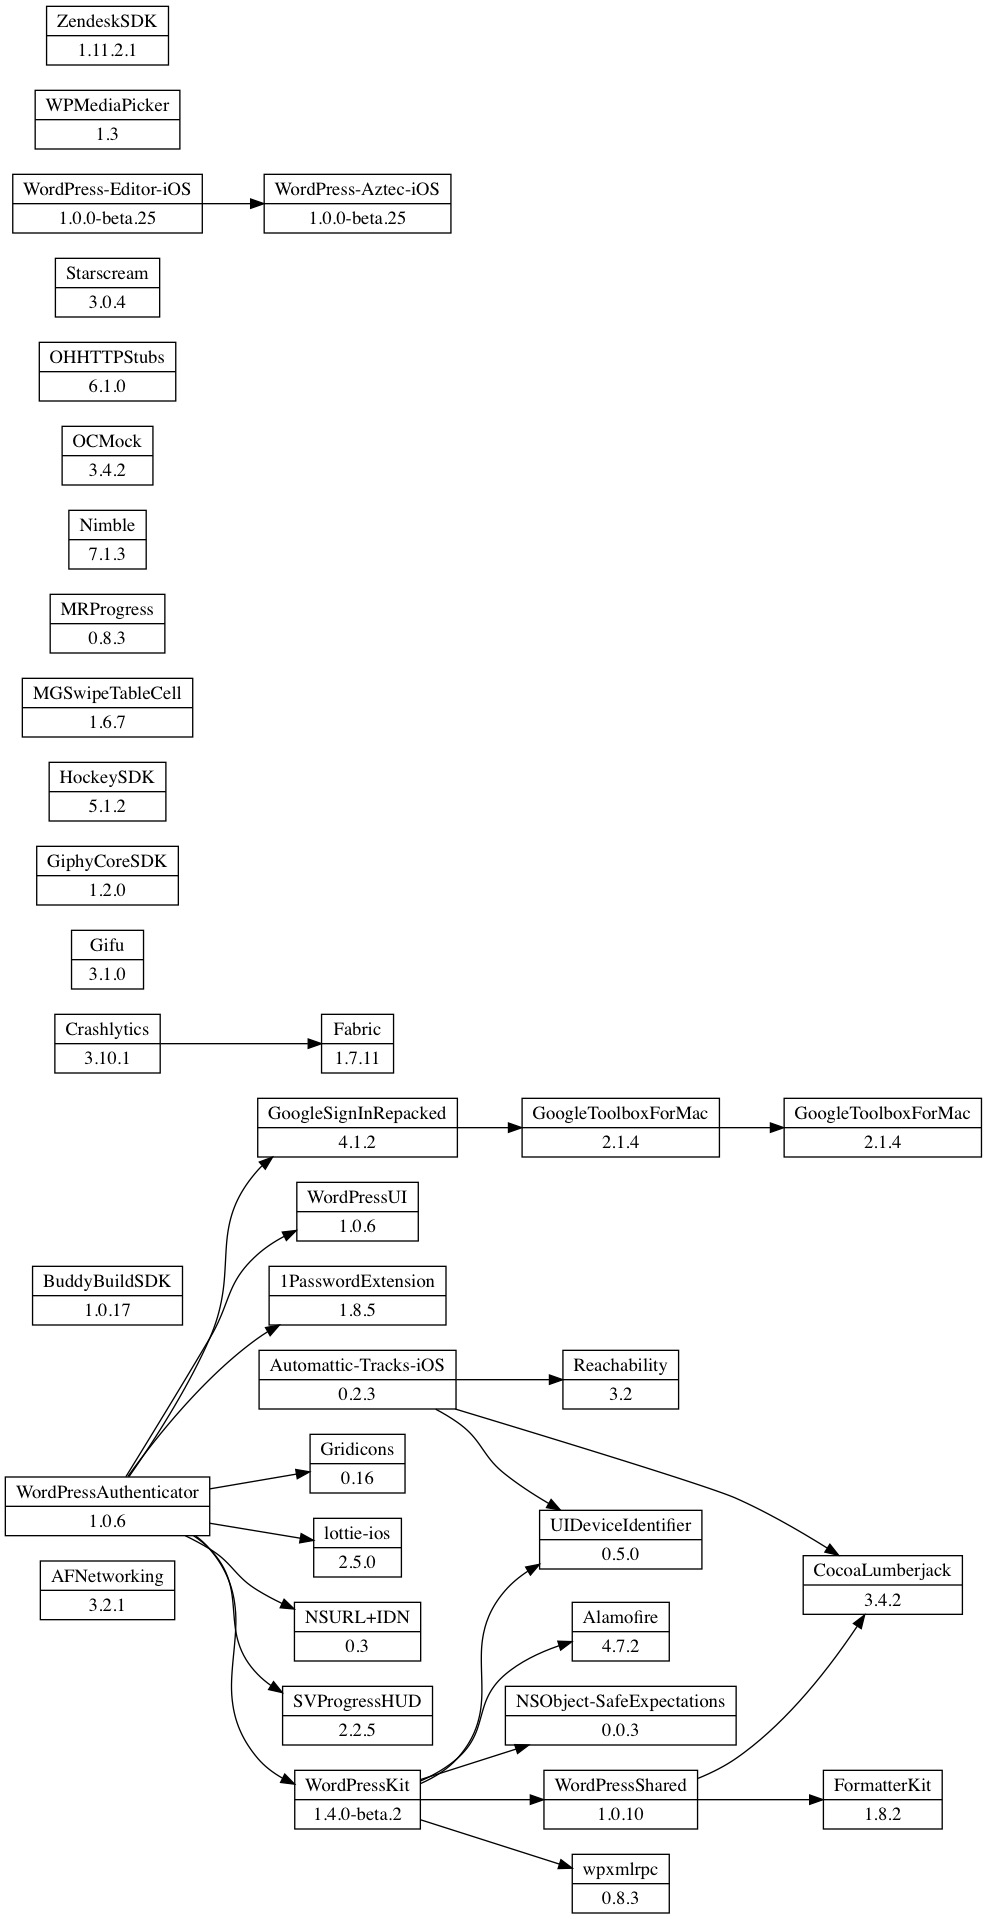 ZendeskSDK
1.11.2.1
WPMediaPicker
1.3
WordPress-Editor-iOS
1.0.0-beta.25
WordPress-Aztec-iOS
1.0.0-beta.25
Starscream
3.0.4
OHHTTPStubs
6.1.0
OCMock
3.4.2
Nimble
7.1.3
MRProgress
0.8.3
MGSwipeTableCell
1.6.7
HockeySDK
5.1.2
GiphyCoreSDK
1.2.0
Gifu
3.1.0
Crashlytics
3.10.1
Fabric
1.7.11
GoogleSignInRepacked
4.1.2
GoogleToolboxForMac
2.1.4
GoogleToolboxForMac
2.1.4
WordPressUI
1.0.6
BuddyBuildSDK
1.0.17
1PasswordExtension
1.8.5
Automattic-Tracks-iOS
0.2.3
Reachability
3.2
Gridicons
0.16
WordPressAuthenticator
1.0.6
lottie-ios
2.5.0
UIDeviceIdentifier
0.5.0
CocoaLumberjack
3.4.2
AFNetworking
3.2.1
NSURL+IDN
0.3
Alamofire
4.7.2
SVProgressHUD
2.2.5
NSObject-SafeExpectations
0.0.3
WordPressKit
1.4.0-beta.2
WordPressShared
1.0.10
FormatterKit
1.8.2
wpxmlrpc
0.8.3